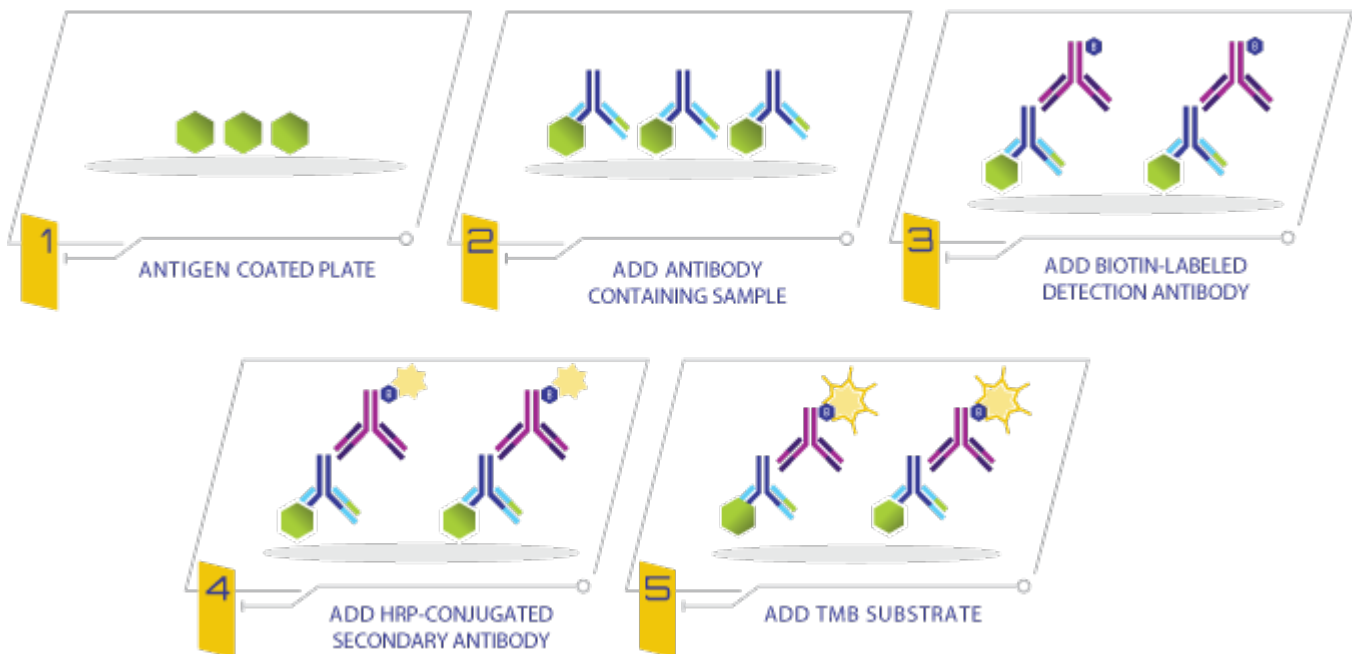 1
ANTIGEN COATED PLATE
2
ADD ANTIBODY
CONTAINING SAMPLE
B
B
3
ADD BIOTIN-LABELED
DETECTION ANTIBODY
B
B
4
ADD HRP-CONJUGATED
SECONDARY ANTIBODY
B
B
5
ADD TMB SUBSTRATE